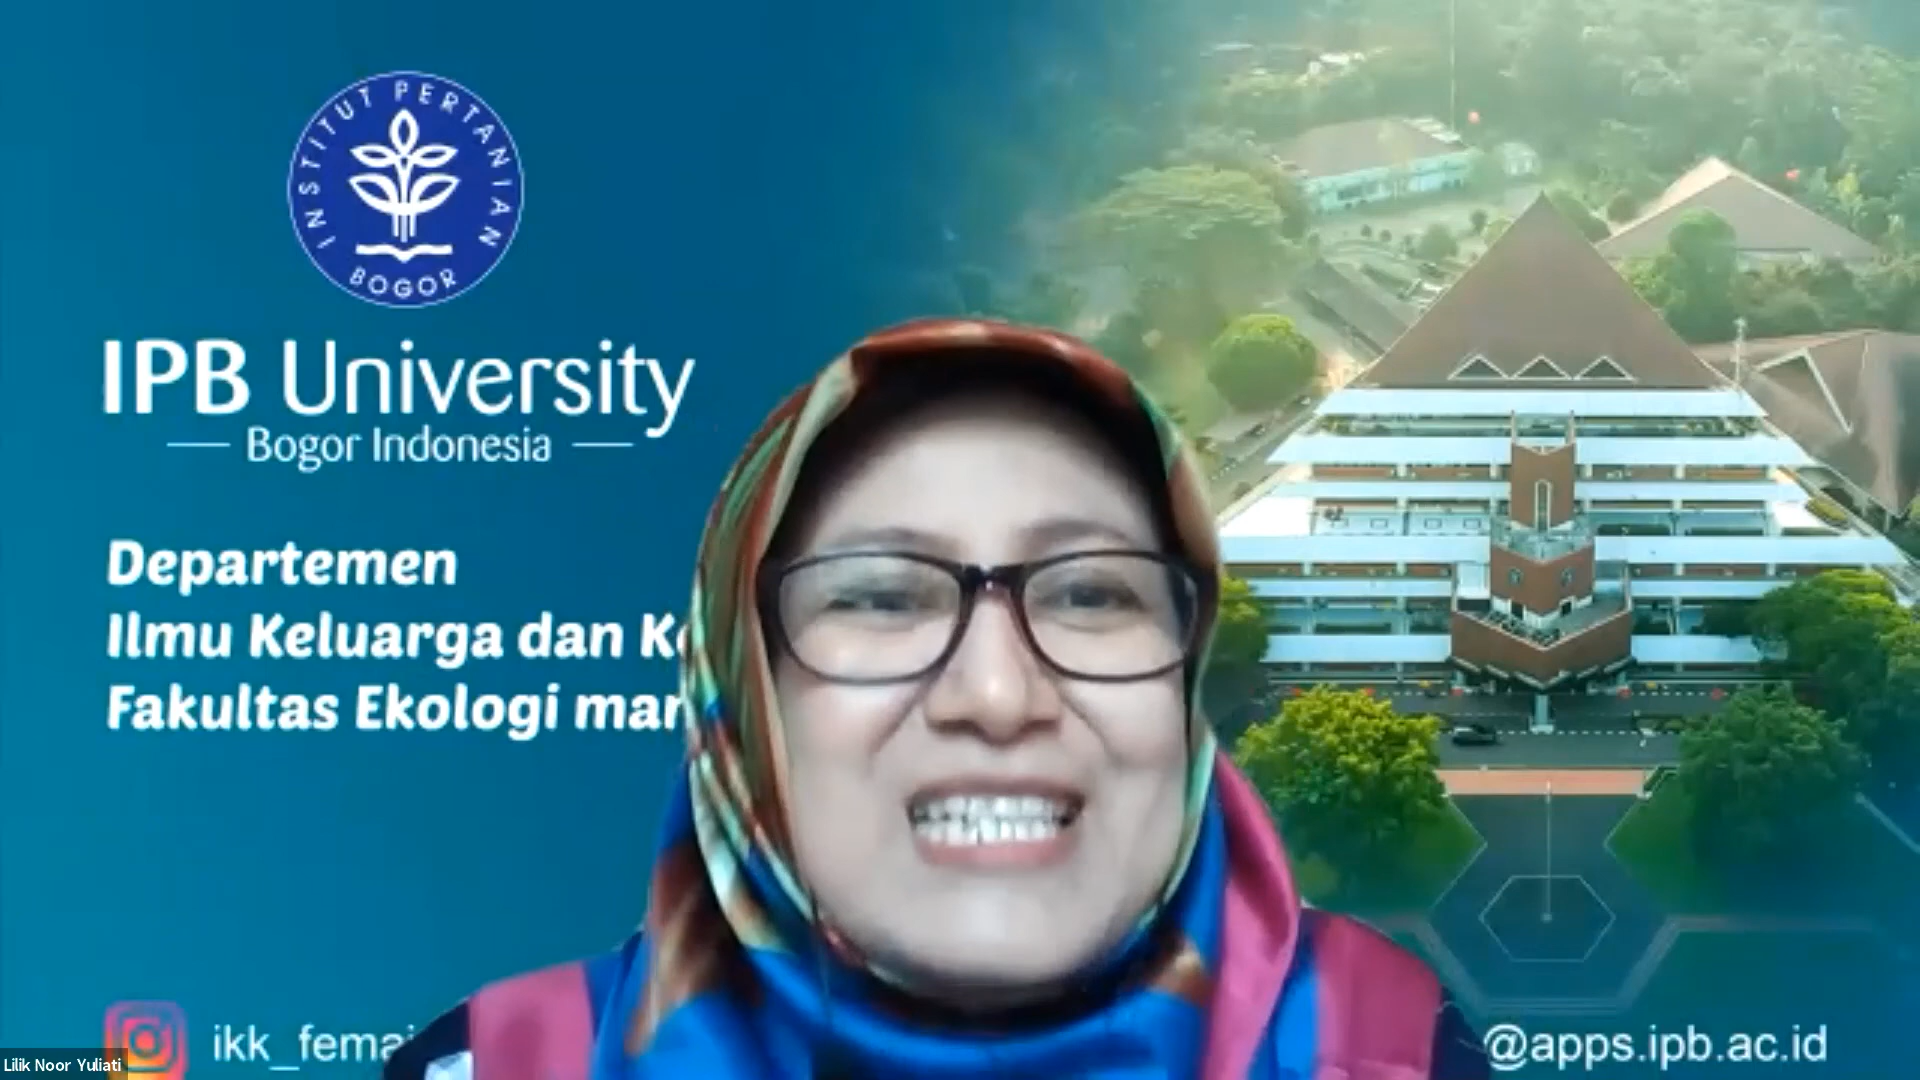 INSTITUT PERTANIAN
BOGOR
IPB University
Bogor Indonesia
Departemen
Ilmu Keluarga dan
Fakultas Ekologi
ikk_fema
@apps.ipb.ac.id
Lilik Noor Yuliati